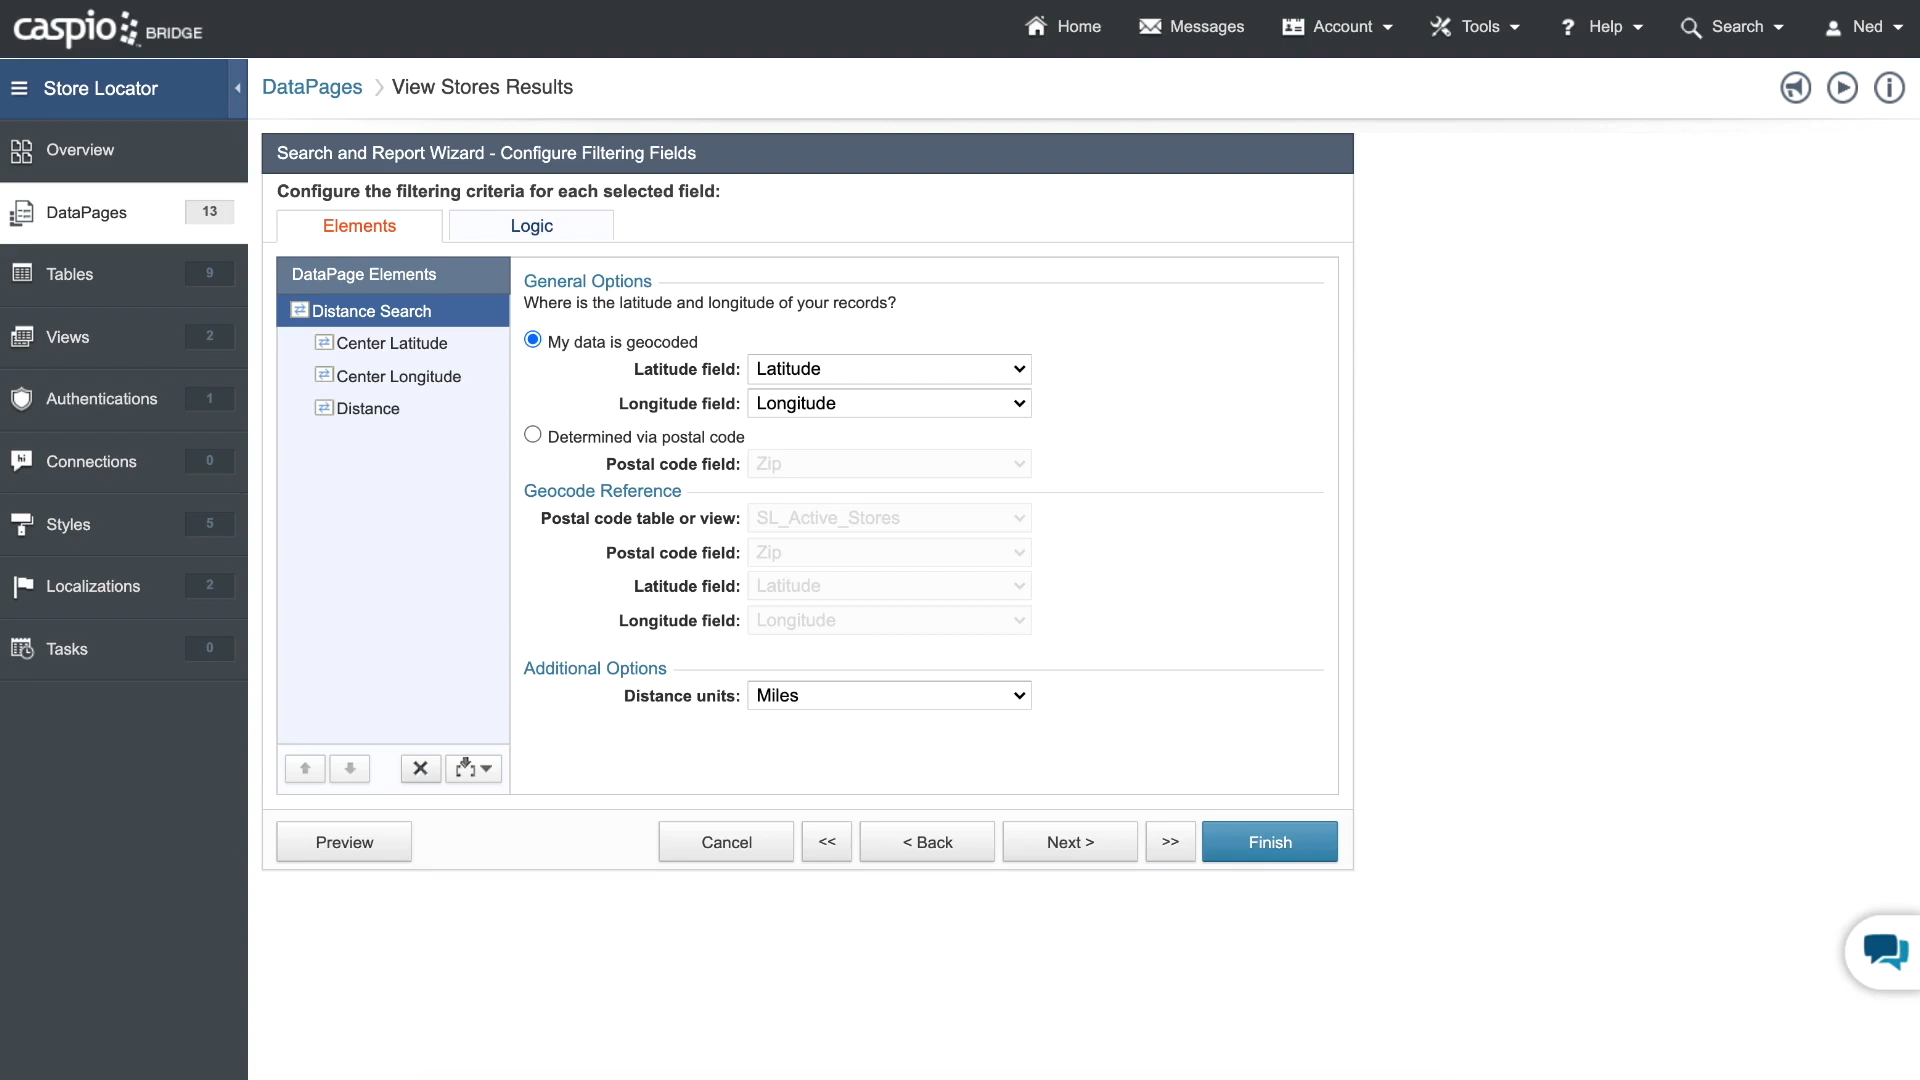 caspio BRIDGE
Home
Messages
Account
Tools
? Help
Search
Ned
Store Locator
DataPages
View Stores Results
Overview
DataPages 13
Tables 9
Views 2
Authentications 1
hi Connections 0
Styles 5
Localizations 2
Tasks 0
Search and Report Wizard - Configure Filtering Fields
Configure the filtering criteria for each selected field:
Elements
Logic
DataPage Elements
Distance Search
Center Latitude
Center Longitude
Distance
General Options
Where is the latitude and longitude of your records?
My data is geocoded
Latitude field: Latitude
Longitude field: Longitude
Determined via postal code
Postal code field: Zip
Geocode Reference
Postal code table or view: SL_Active_Stores
Postal code field: Zip
Latitude field: Latitude
Longitude field: Longitude
Additional Options
Distance units: Miles
Preview
Cancel
<<
< Back
Next >
>>
Finish